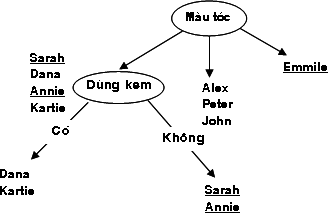 Màu tóc
Sarah
Dana
Annie
Kartie
Dùng kem
Alex
Peter
John
Emmile
Có
Không
Dana
Kartie
Sarah
Annie